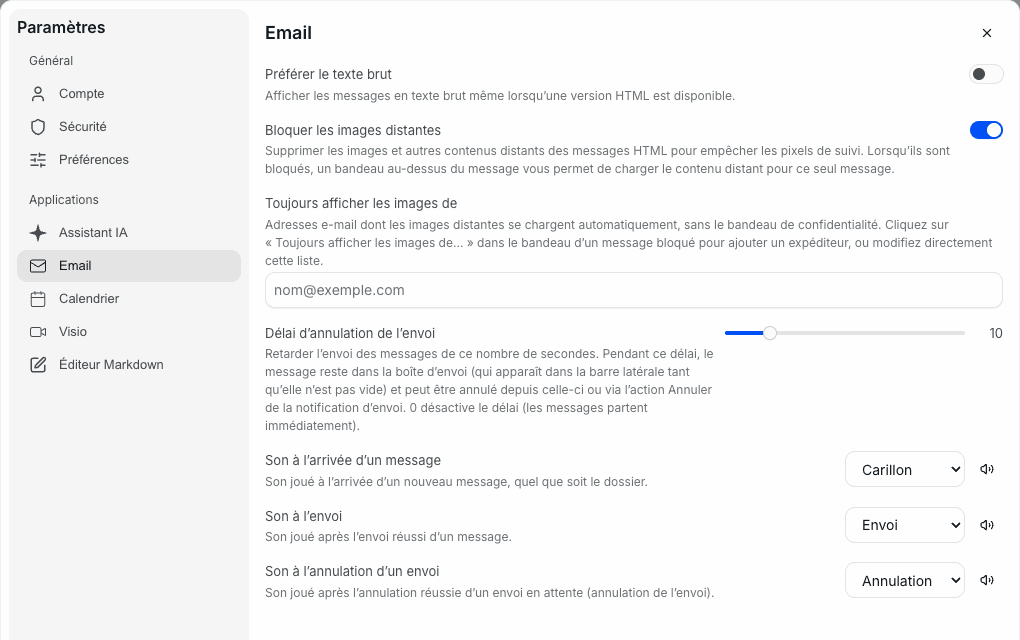 Paramètres
Général
Compte
Sécurité
Préférences
Applications
Assistant IA
Email
Calendrier
Visio
Éditeur Markdown
Email
Préférer le texte brut
Afficher les messages en texte brut même lorsqu’une version HTML est disponible.
Bloquer les images distantes
Supprimer les images et autres contenus distants des messages HTML pour empêcher les pixels de suivi. Lorsqu’ils sont
bloqués, un bandeau au-dessus du message vous permet de charger le contenu distant pour ce seul message.
Toujours afficher les images de
Adresses e-mail dont les images distantes se chargent automatiquement, sans le bandeau de confidentialité. Cliquez sur
« Toujours afficher les images de… » dans le bandeau d’un message bloqué pour ajouter un expéditeur, ou modifiez directement
cette liste.
nom@exemple.com
Délai d’annulation de l’envoi
10
Retarder l’envoi des messages de ce nombre de secondes. Pendant ce délai, le
message reste dans la boîte d’envoi (qui apparaît dans la barre latérale tant
qu’elle n’est pas vide) et peut être annulé depuis celle-ci ou via l’action Annuler
de la notification d’envoi. 0 désactive le délai (les messages partent
immédiatement).
Son à l’arrivée d’un message
Son joué à l’arrivée d’un nouveau message, quel que soit le dossier.
Carillon
Son à l’envoi
Son joué après l’envoi réussi d’un message.
Envoi
Son à l’annulation d’un envoi
Son joué après l’annulation réussie d’un envoi en attente (annulation de l’envoi).
Annulation